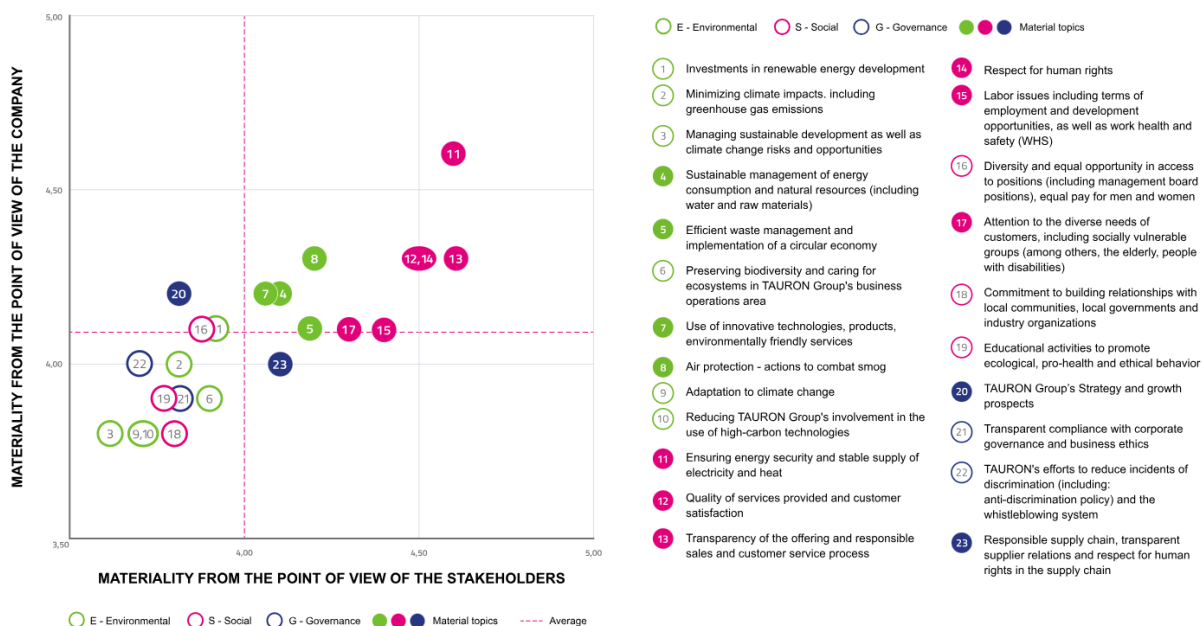 MATERIALITY FROM THE POINT OF VIEW OF THE COMPANY
5,00
4,50
4,00
3,50
4,00
4,50
5,00
11
8
12,14
13
20
7
4
16
1
5
17
15
22
2
23
19
21
6
3
9,10
18
MATERIALITY FROM THE POINT OF VIEW OF THE STAKEHOLDERS
E - Environmental
S - Social
G - Governance
Material topics
Average
E - Environmental
S - Social
G - Governance
Material topics
1 Investments in renewable energy development
2 Minimizing climate impacts. including
greenhouse gas emissions
3 Managing sustainable development as well as
climate change risks and opportunities
4 Sustainable management of energy
consumption and natural resources (including
water and raw materials)
5 Efficient waste management and
implementation of a circular economy
6 Preserving biodiversity and caring for
ecosystems in TAURON Group's business
operations area
7 Use of innovative technologies, products,
environmentally friendly services
8 Air protection - actions to combat smog
9 Adaptation to climate change
10 Reducing TAURON Group's involvement in the
use of high-carbon technologies
11 Ensuring energy security and stable supply of
electricity and heat
12 Quality of services provided and customer
satisfaction
13 Transparency of the offering and responsible
sales and customer service process
14 Respect for human rights
15 Labor issues including terms of
employment and development
opportunities, as well as work health and
safety (WHS)
16 Diversity and equal opportunity in access
to positions (including management board
positions), equal pay for men and women
17 Attention to the diverse needs of
customers, including socially vulnerable
groups (among others, the elderly, people
with disabilities)
18 Commitment to building relationships with
local communities, local governments and
industry organizations
19 Educational activities to promote
ecological, pro-health and ethical behavior
20 TAURON Group's Strategy and growth
prospects
21 Transparent compliance with corporate
governance and business ethics
22 TAURON's efforts to reduce incidents of
discrimination (including:
anti-discrimination policy) and the
whistleblowing system
23 Responsible supply chain, transparent
supplier relations and respect for human
rights in the supply chain